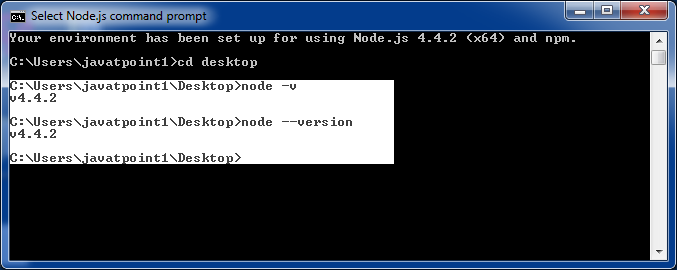 Select Node.js command prompt
Your environment has been set up for using Node.js 4.4.2 (x64) and npm.
C:\Users\javatpoint1>cd desktop
C:\Users\javatpoint1\Desktop>node -v
v4.4.2
C:\Users\javatpoint1\Desktop>node --version
v4.4.2
C:\Users\javatpoint1\Desktop>